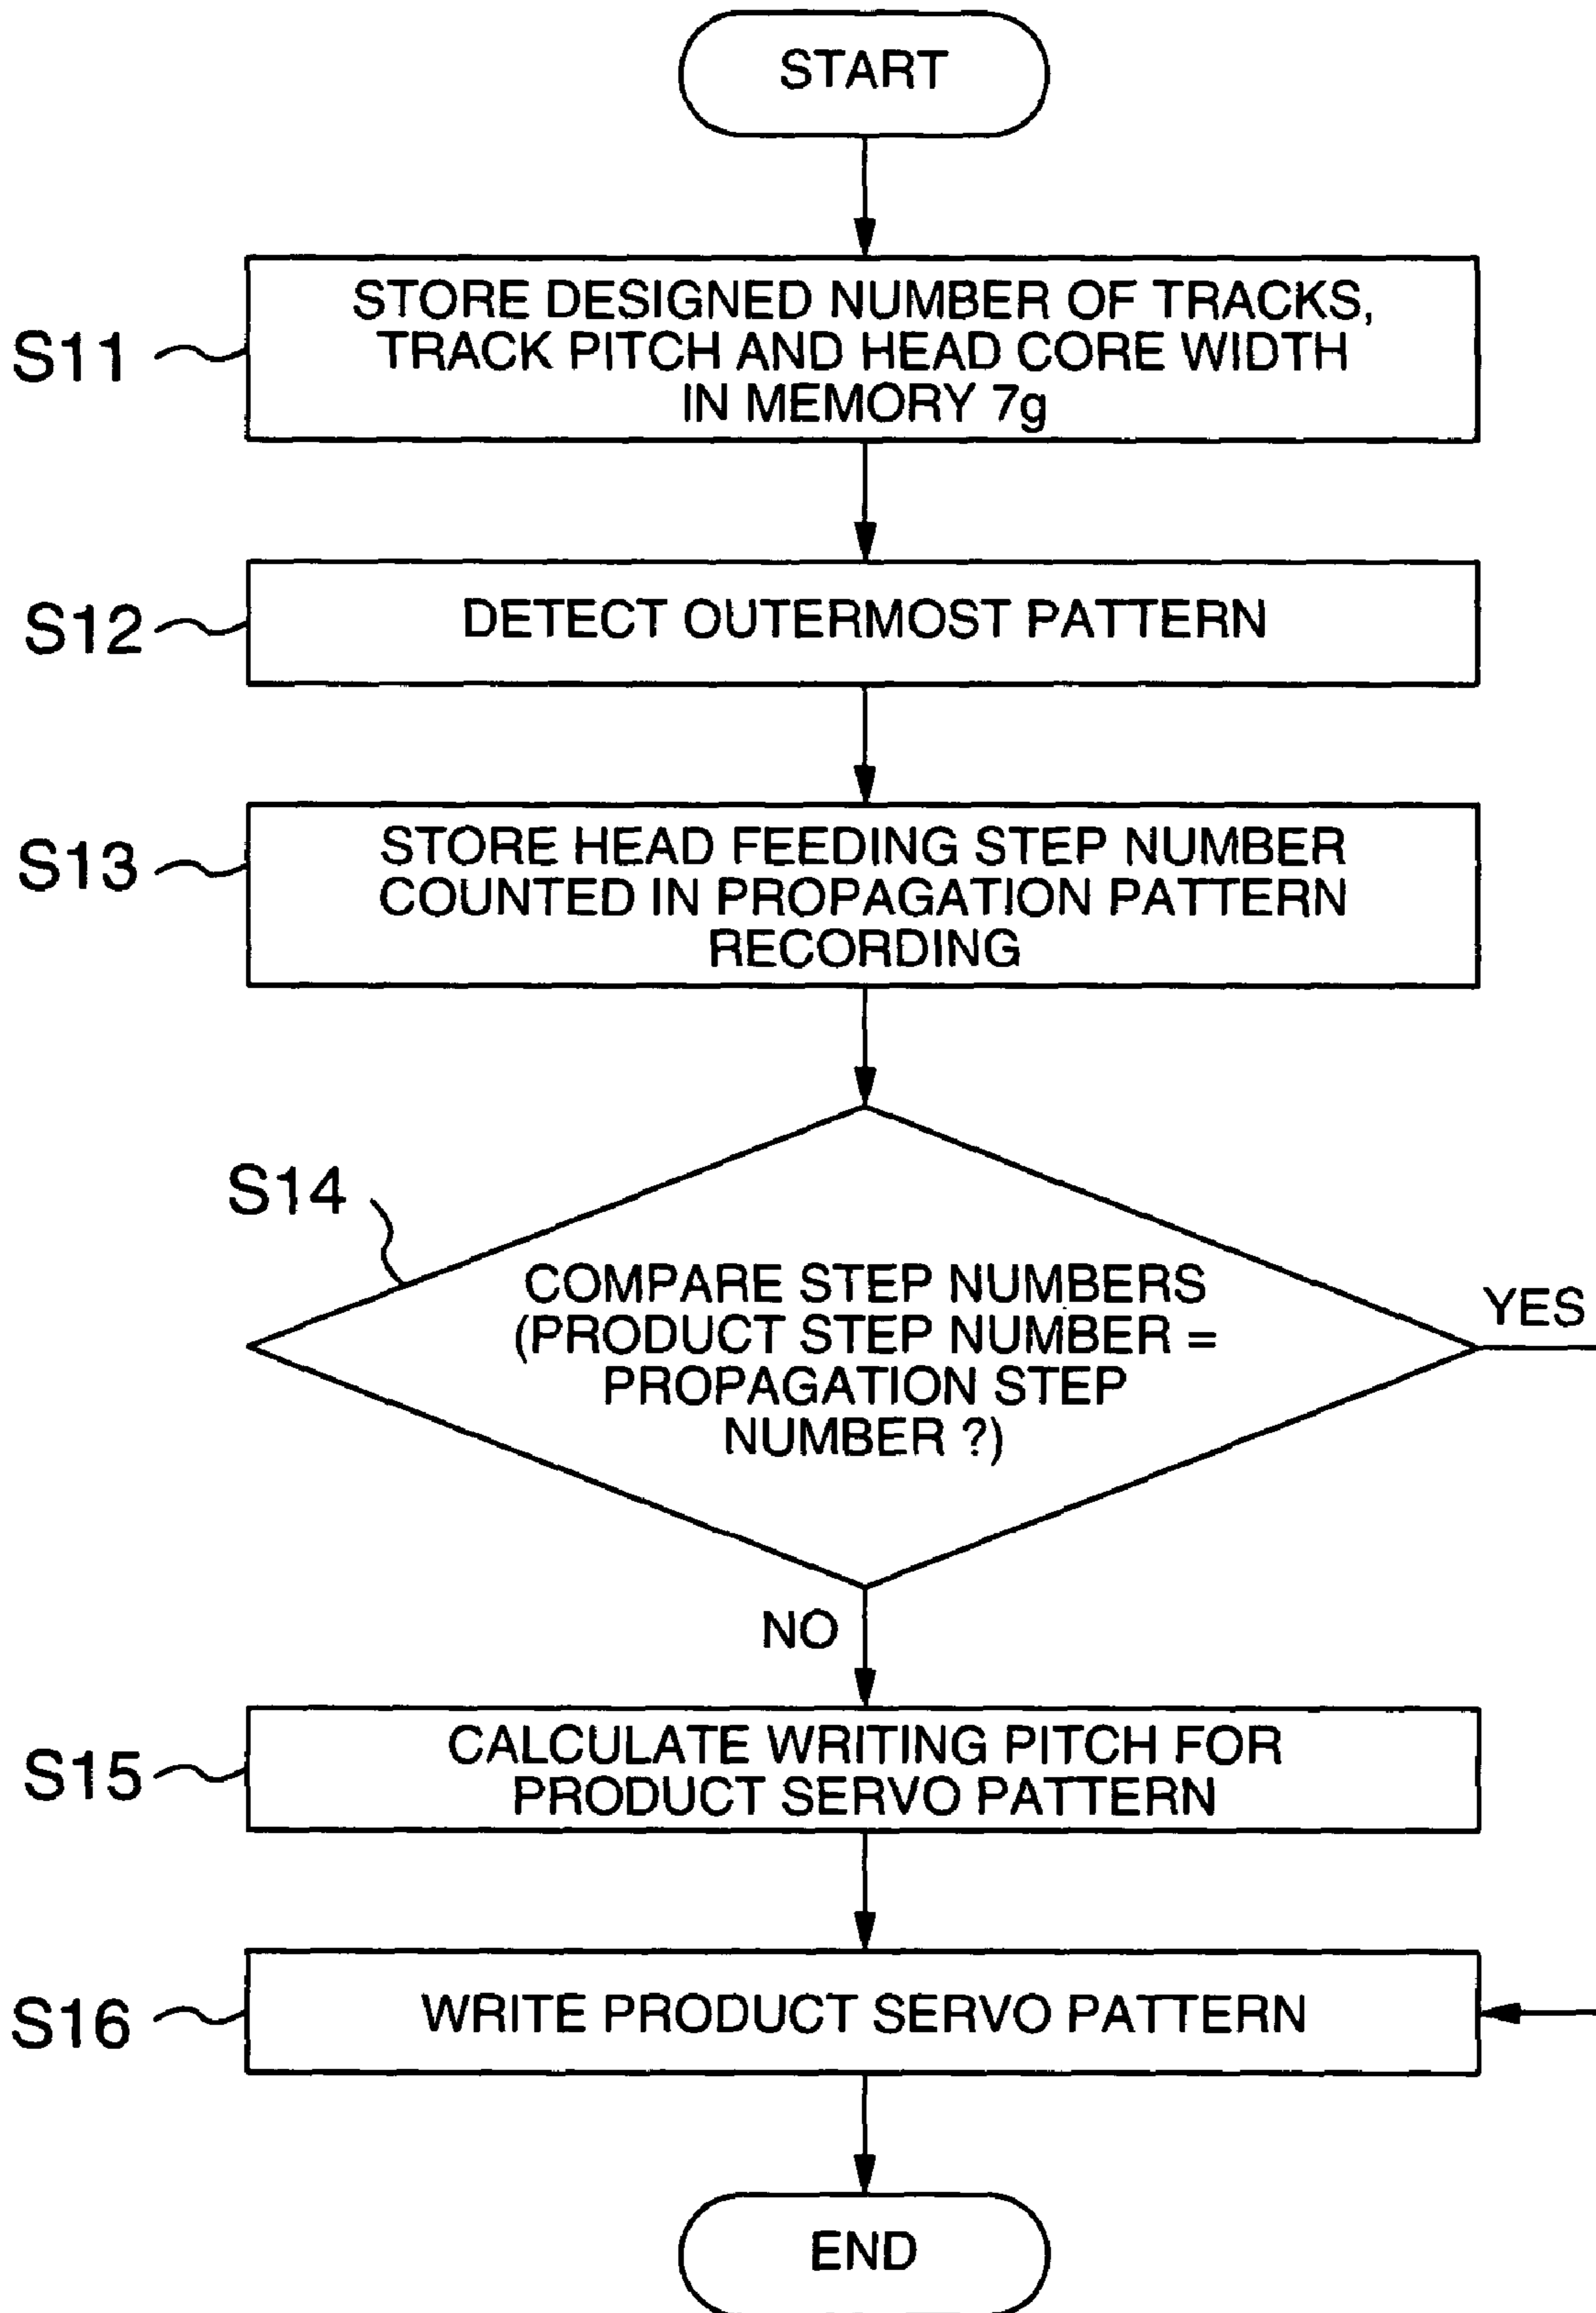 START
S11
STORE DESIGNED NUMBER OF TRACKS,
TRACK PITCH AND HEAD CORE WIDTH
IN MEMORY 7g
S12
DETECT OUTERMOST PATTERN
S13
STORE HEAD FEEDING STEP NUMBER
COUNTED IN PROPAGATION PATTERN
RECORDING
S14
COMPARE STEP NUMBERS
(PRODUCT STEP NUMBER =
PROPAGATION STEP
NUMBER ?)
YES
NO
S15
CALCULATE WRITING PITCH FOR
PRODUCT SERVO PATTERN
S16
WRITE PRODUCT SERVO PATTERN
END